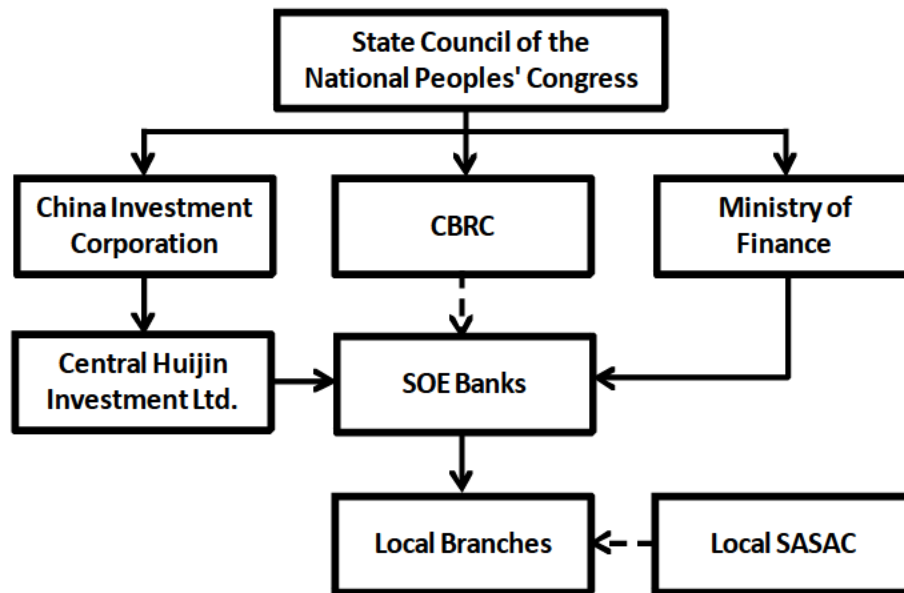 State Council of the
National Peoples' Congress
China Investment
Corporation
CBRC
Ministry of
Finance
Central Huijin
Investment Ltd.
SOE Banks
Local Branches
Local SASAC